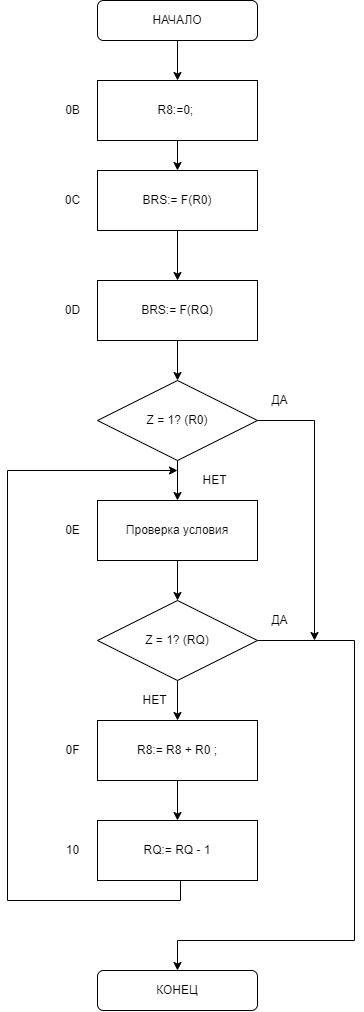 НАЧАЛО
0B
R8:=0;
0C
BRS:= F(R0)
0D
BRS:= F(RQ)
Z = 1? (R0)
ДА
НЕТ
0E
Проверка условия
Z = 1? (RQ)
ДА
НЕТ
0F
R8:= R8 + R0 ;
10
RQ:= RQ - 1
КОНЕЦ